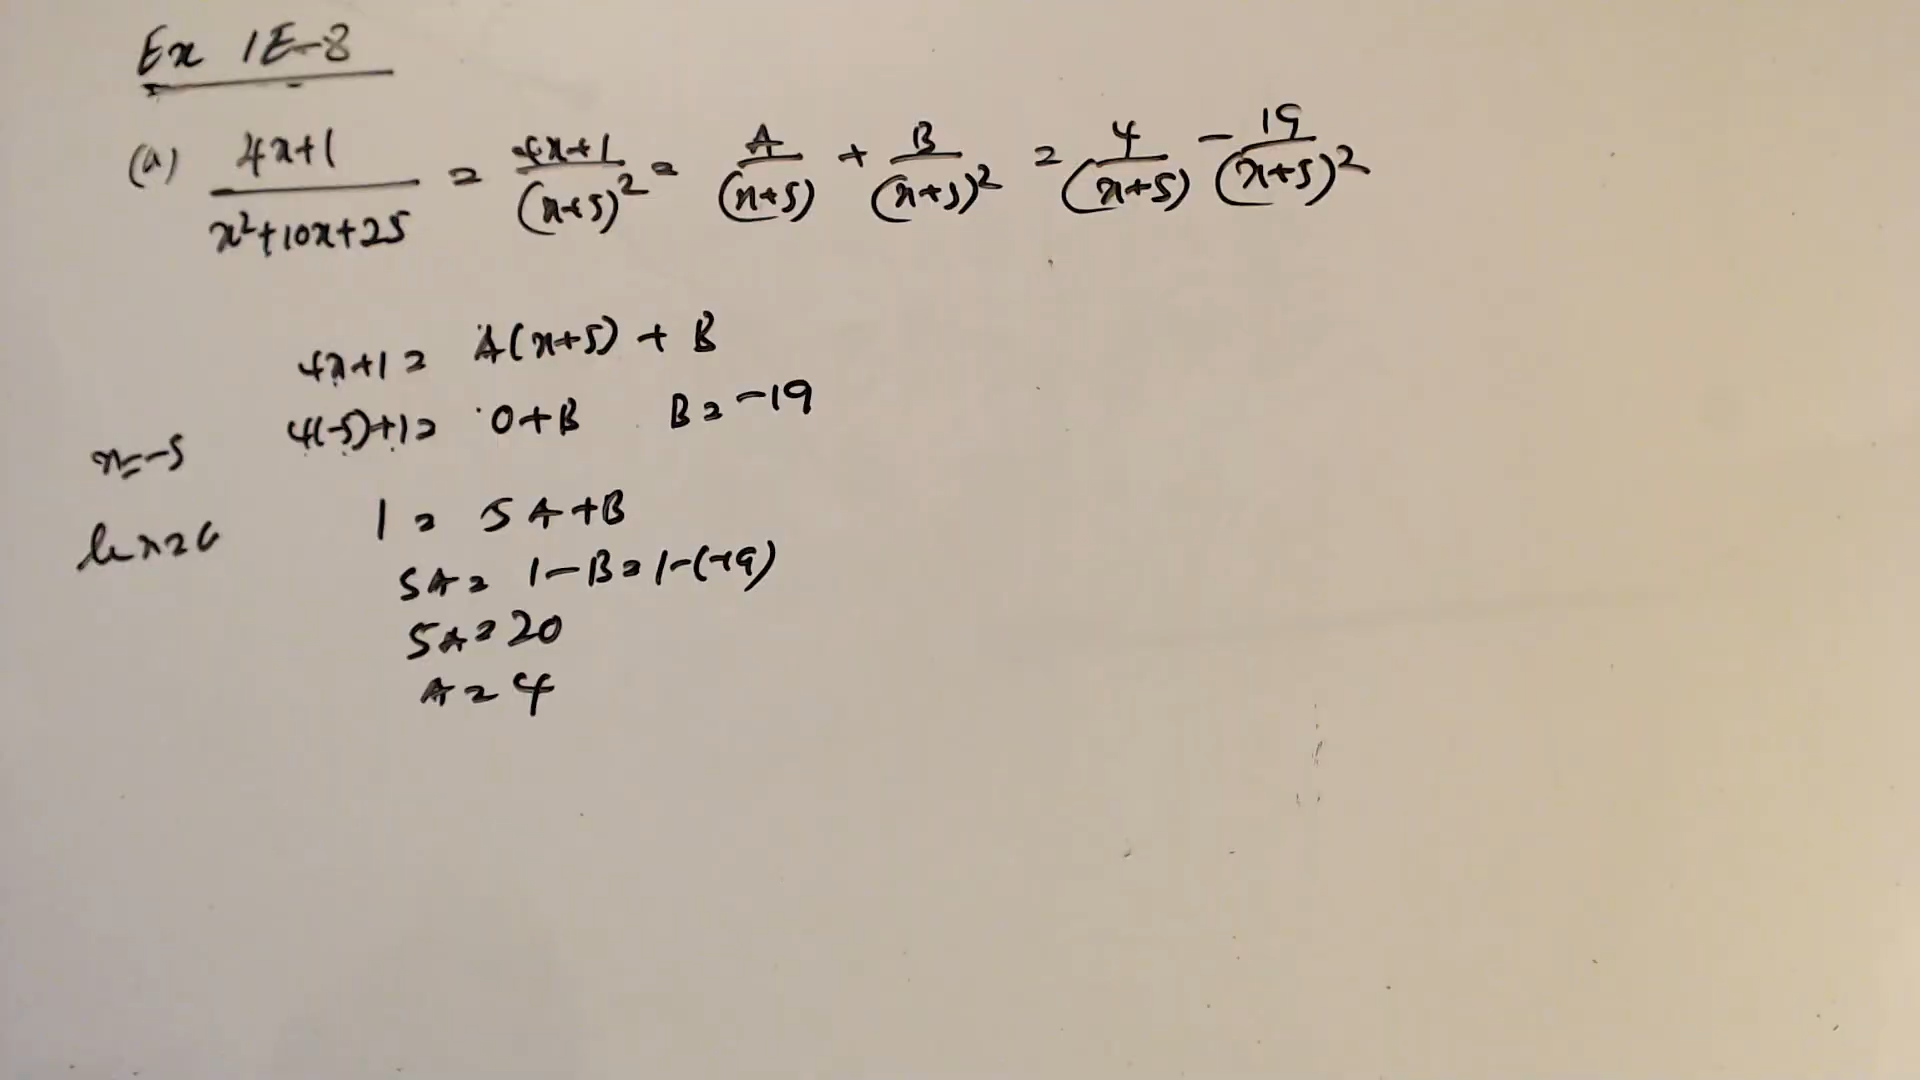 Ex 1E-8
(a) 4x+1 / x²+10x+25 = 4x+1 / (x+5)² = A / (x+5) + B / (x+5)² = 4 / (x+5) - 19 / (x+5)²
4x+1 = A(x+5) + B
x=-5 4(-5)+1 = 0+B B = -19
1 = 5A+B
5A = 1-B = 1-(-19)
5A = 20
A = 4